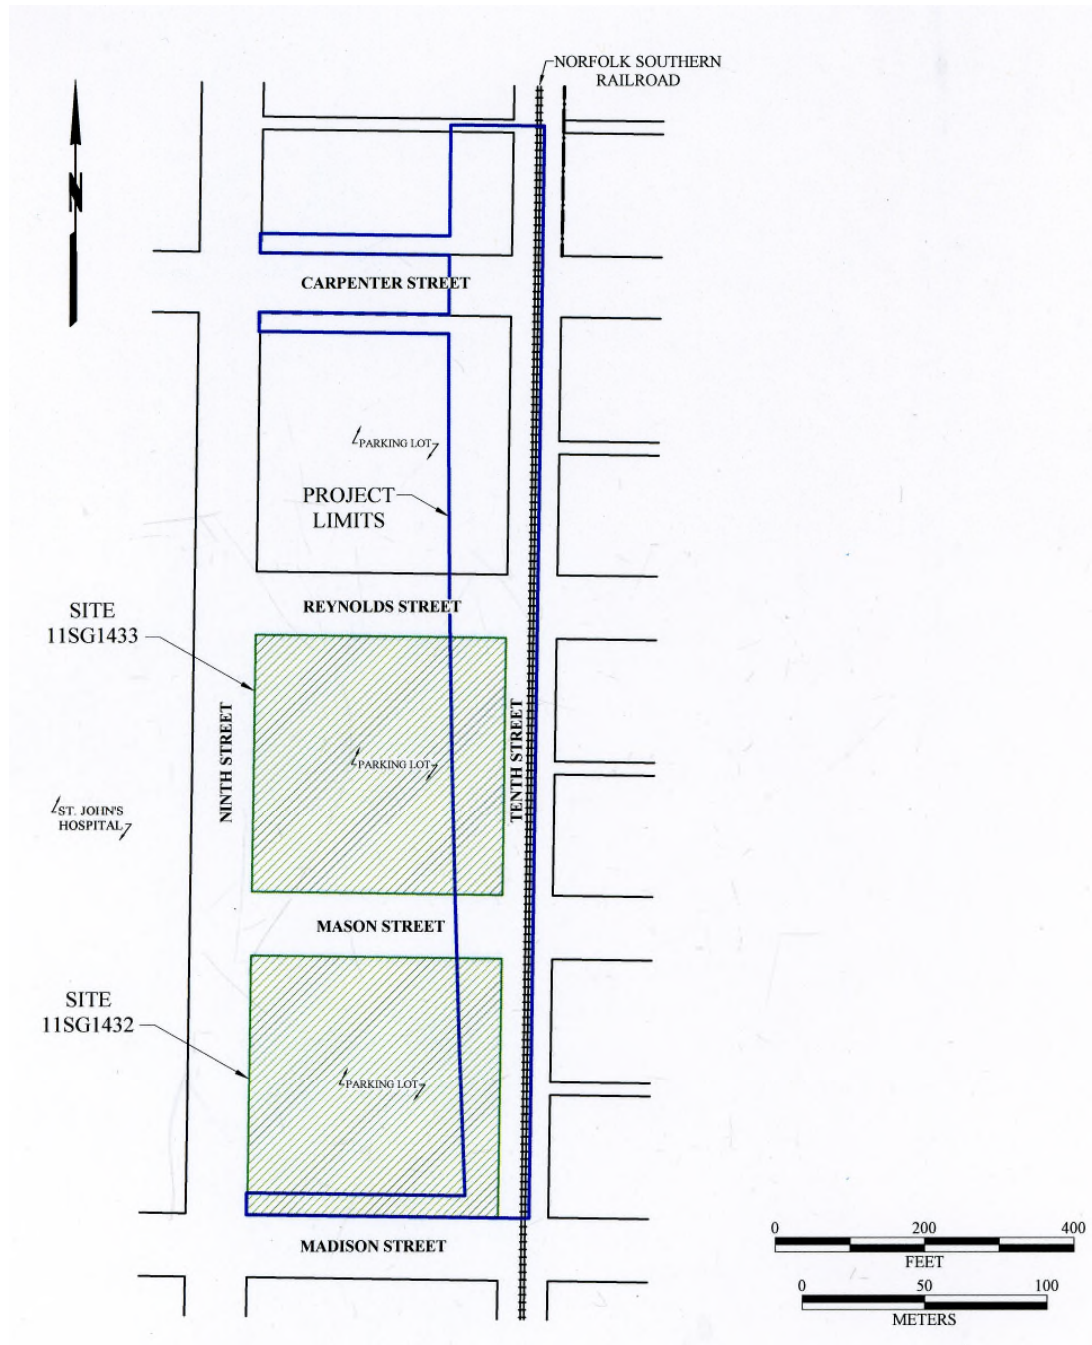 NORFOLK SOUTHERN
RAILROAD
N
CARPENTER STREET
PARKING LOT
PROJECT
LIMITS
REYNOLDS STREET
SITE
11SG1433
NINTH STREET
TENTH STREET
PARKING LOT
ST. JOHN'S
HOSPITAL
MASON STREET
SITE
11SG1432
PARKING LOT
MADISON STREET
0 200 400
FEET
0 50 100
METERS